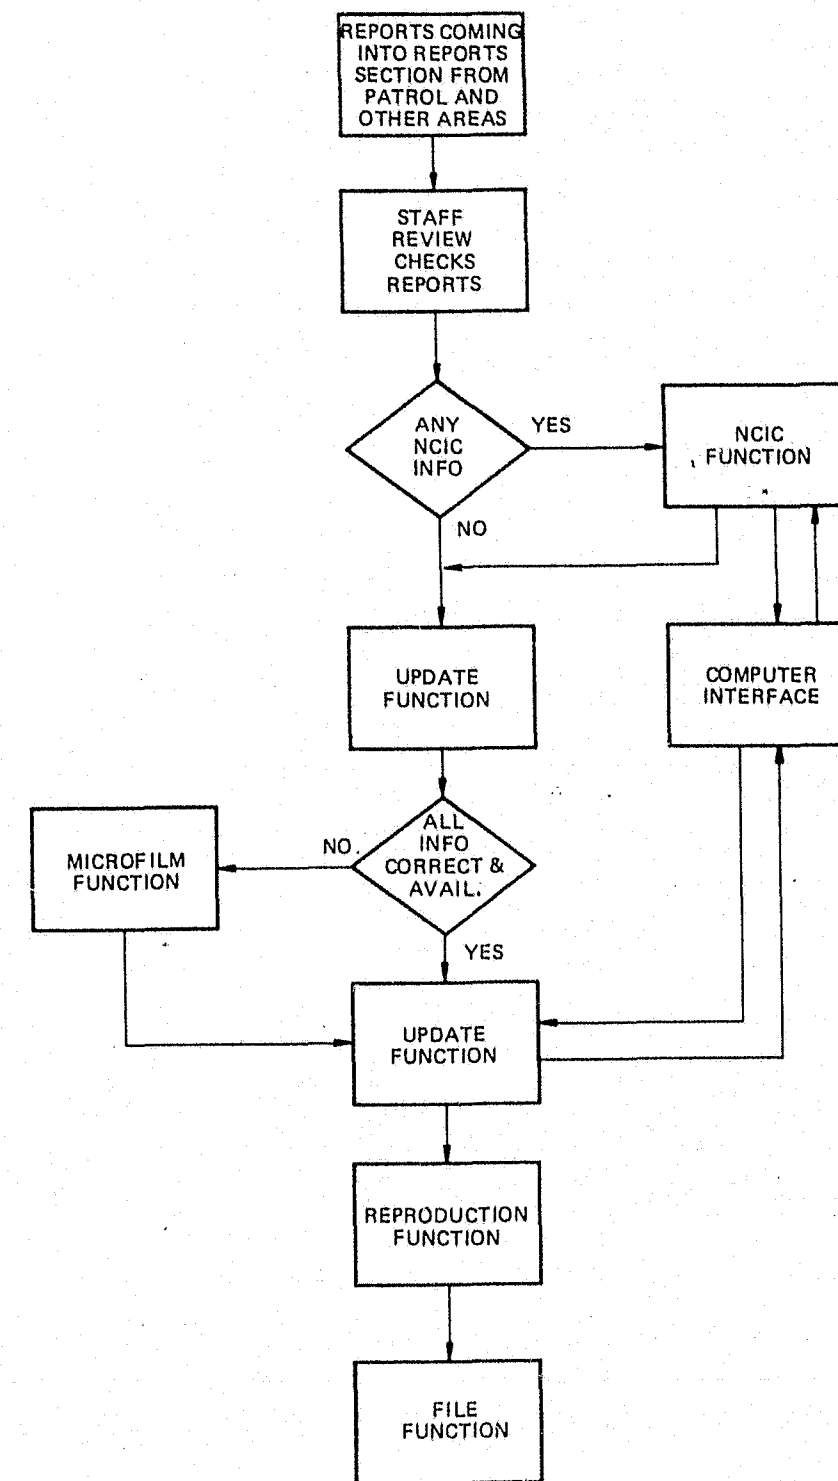 REPORTS COMING
INTO REPORTS
SECTION FROM
PATROL AND
OTHER AREAS
STAFF
REVIEW
CHECKS
REPORTS
ANY
NCIC
INFO
YES
NO
NCIC
FUNCTION
UPDATE
FUNCTION
COMPUTER
INTERFACE
ALL
INFO
CORRECT &
AVAIL.
NO.
YES
MICROFILM
FUNCTION
UPDATE
FUNCTION
REPRODUCTION
FUNCTION
FILE
FUNCTION